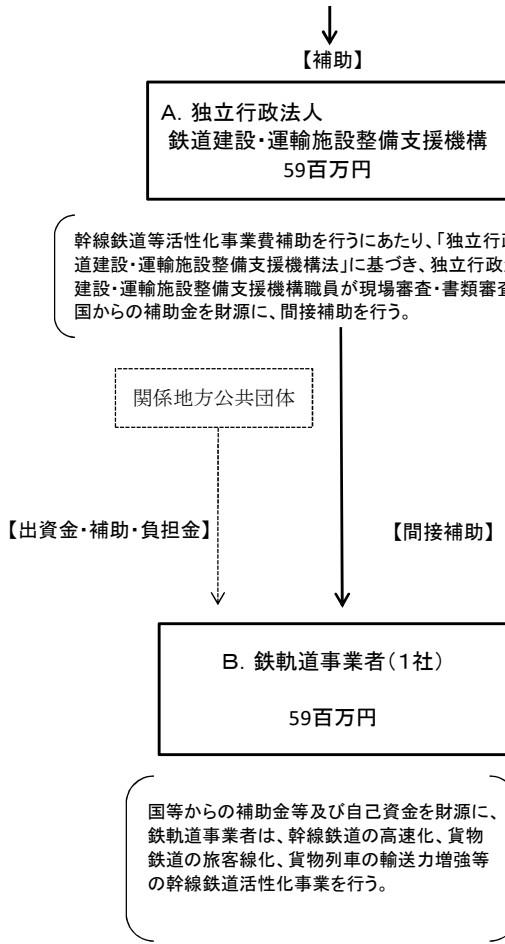 【補助】
A．独立行政法人
鉄道建設・運輸施設整備支援機構
59百万円
幹線鉄道等活性化事業費補助を行うにあたり、「独立行
道建設・運輸施設整備支援機構法」に基づき、独立行政
建設・運輸施設整備支援機構職員が現場審査・書類審査
国からの補助金を財源に、間接補助を行う。
関係地方公共団体
【出資金・補助・負担金】
【間接補助】
B．鉄軌道事業者（１社）
59百万円
国等からの補助金等及び自己資金を財源に、
鉄軌道事業者は、幹線鉄道の高速化、貨物
鉄道の旅客線化、貨物列車の輸送力増強等
の幹線鉄道活性化事業を行う。